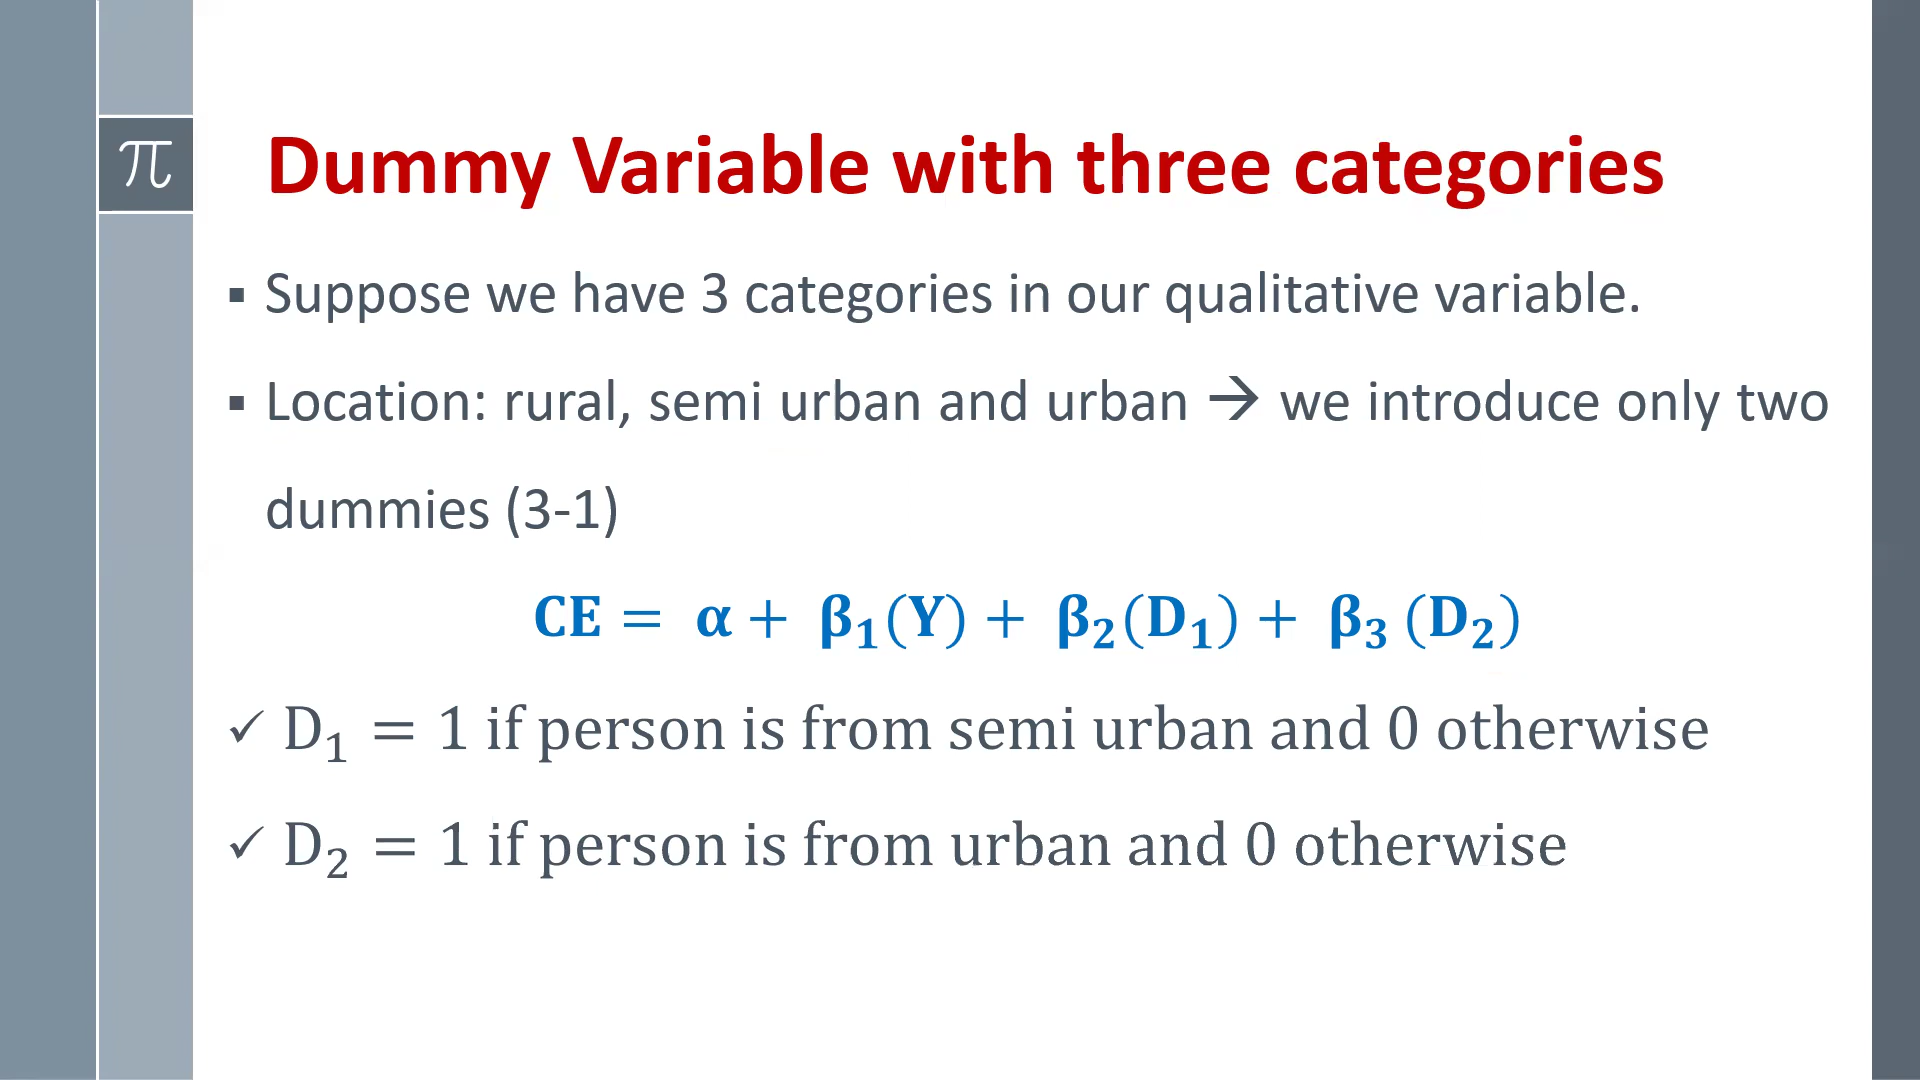 π
Dummy Variable with three categories
▪ Suppose we have 3 categories in our qualitative variable.
▪ Location: rural, semi urban and urban → we introduce only two
dummies (3-1)
CE = α + β₁(Y) + β₂(D₁) + β₃ (D₂)
✓ D₁ = 1 if person is from semi urban and 0 otherwise
✓ D₂ = 1 if person is from urban and 0 otherwise